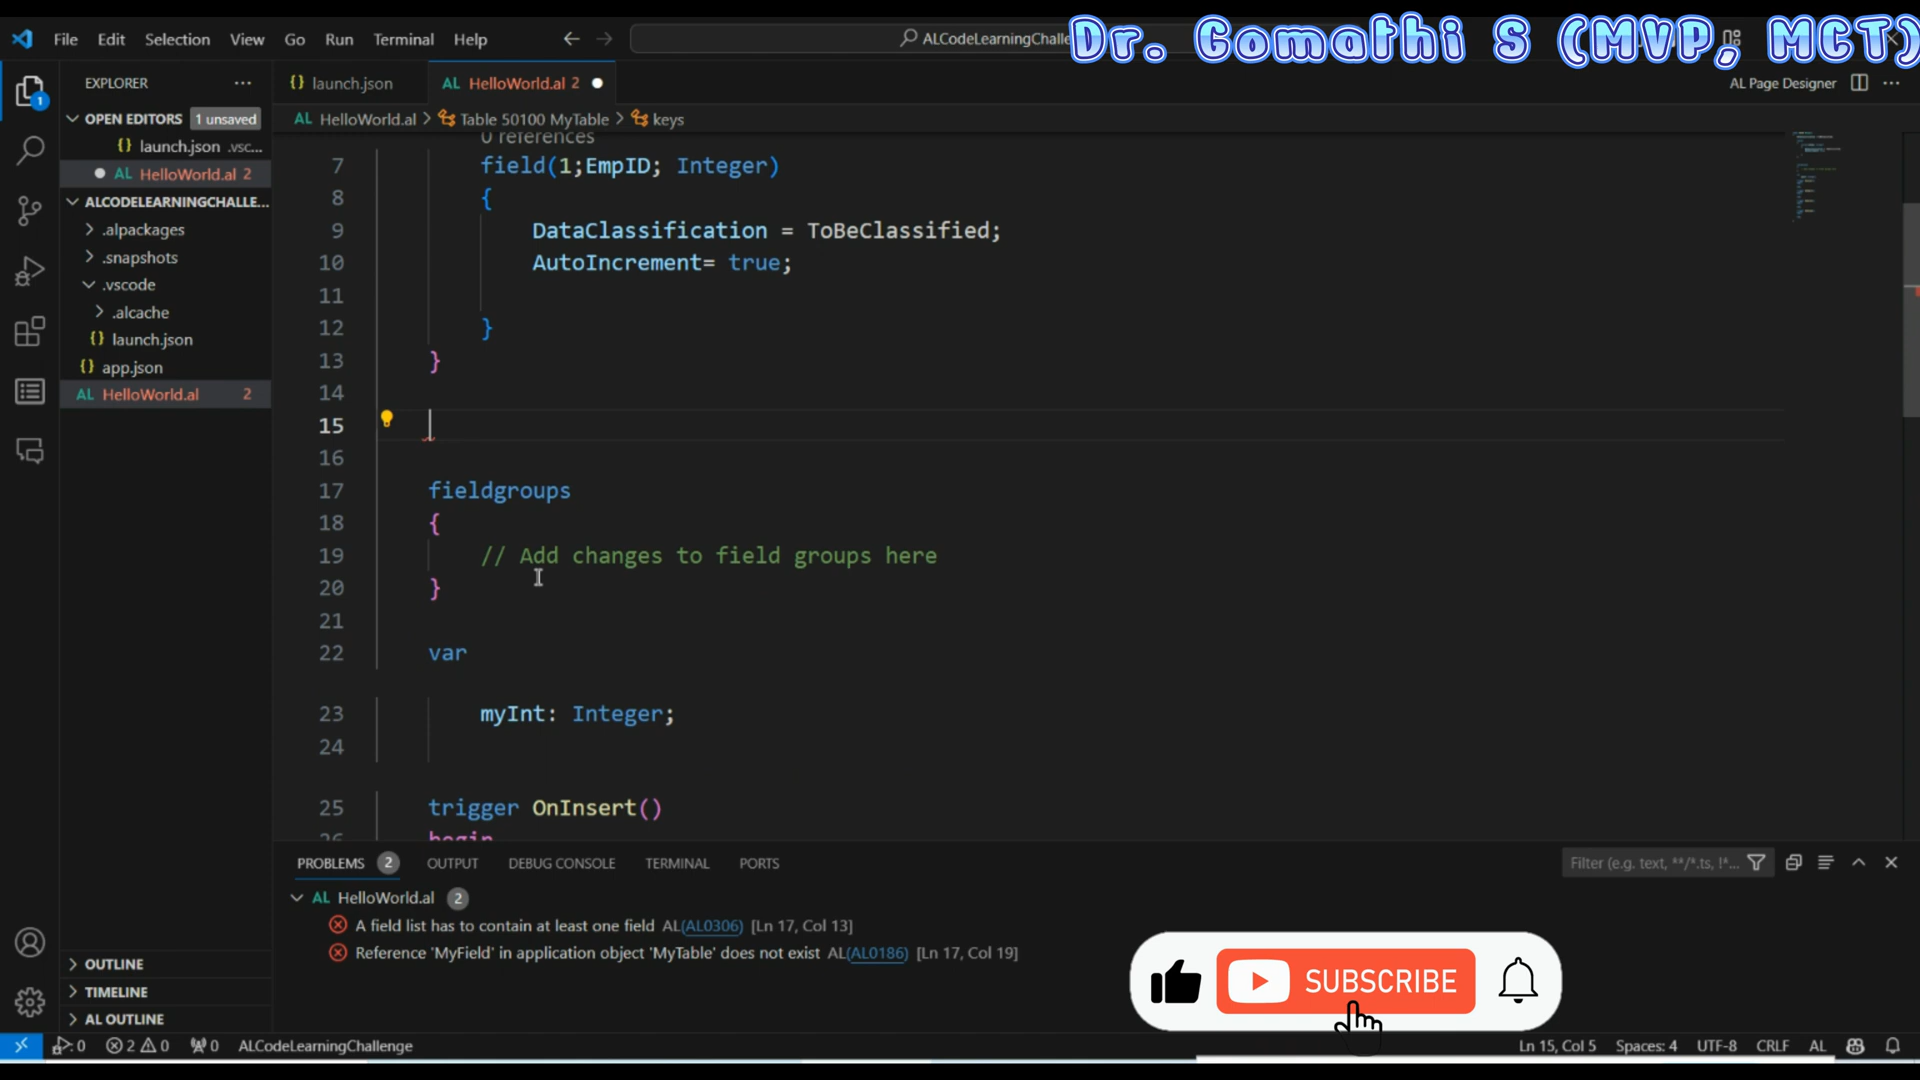 File Edit Selection View Go Run Terminal Help
ALCodeLearningChalle
Dr. Gomathi S (MVP, MCT)
EXPLORER
launch.json
AL HelloWorld.al 2
AL Page Designer
OPEN EDITORS 1 unsaved
AL HelloWorld.al > Table 50100 MyTable > keys
{} launch.json .vsc...
AL HelloWorld.al 2
ALCODELEARNINGCHALLE...
.alpackages
.snapshots
.vscode
.alcache
{} launch.json
{} app.json
AL HelloWorld.al 2
0 references
7 field(1;EmpID; Integer)
8 {
9 DataClassification = ToBeClassified;
10 AutoIncrement= true;
11
12 }
13 }
14
15
16
17 fieldgroups
18 {
19 // Add changes to field groups here
20 }
21
22 var
23 myInt: Integer;
24
25 trigger OnInsert()
26 begin
PROBLEMS 2 OUTPUT DEBUG CONSOLE TERMINAL PORTS
Filter (e.g. text, **/*.ts, !*...
AL HelloWorld.al 2
A field list has to contain at least one field AL(AL0306) [Ln 17, Col 13]
Reference 'MyField' in application object 'MyTable' does not exist AL(AL0186) [Ln 17, Col 19]
SUBSCRIBE
OUTLINE
TIMELINE
AL OUTLINE
1
0 2 0 0 ALCodeLearningChallenge
Ln 15, Col 5 Spaces: 4 UTF-8 CRLF AL